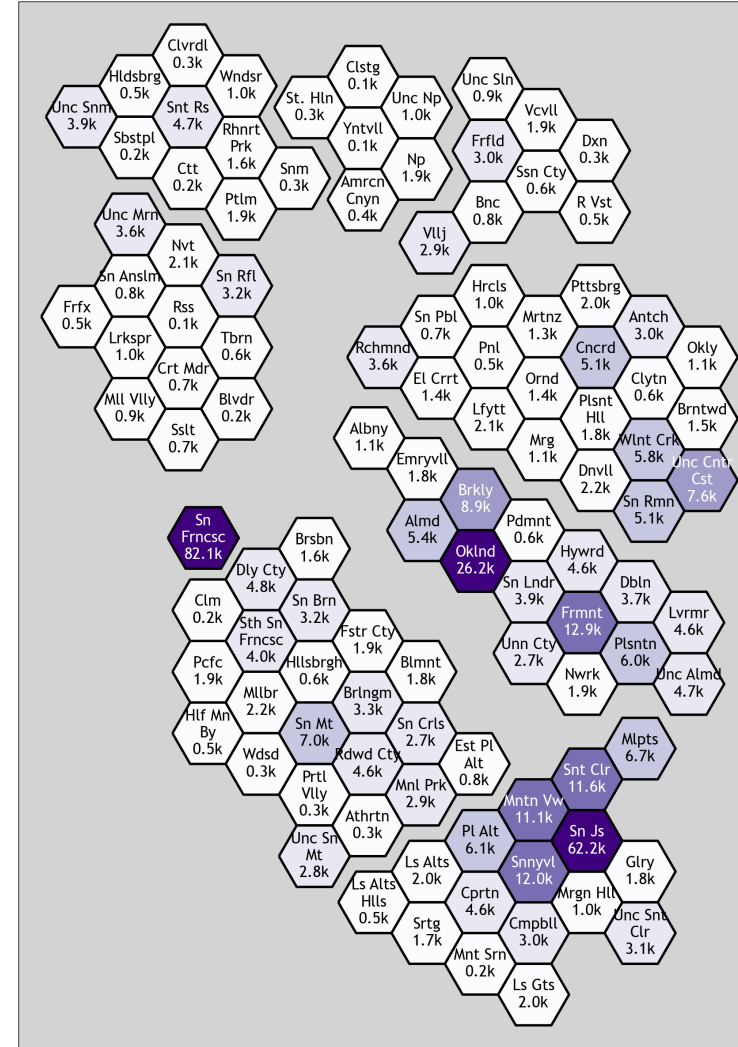 Clvrdl
0.3k
Hldsbrg
0.5k
Wndsr
1.0k
Unc Snm
3.9k
Snt Rs
4.7k
Sbstpl
0.2k
Rhnrt
Prk
1.6k
Ctt
0.2k
Snm
0.3k
Ptlm
1.9k
Clstg
0.1k
St. Hln
0.3k
Unc Np
1.0k
Yntvll
0.1k
Np
1.9k
Amrcn
Cnyn
0.4k
Unc Sln
0.9k
Vcvll
1.9k
Frfld
3.0k
Dxn
0.3k
Ssn Cty
0.6k
Bnc
0.8k
R Vst
0.5k
Vllj
2.9k
Unc Mrn
3.6k
Nvt
2.1k
Sn Anslm
0.8k
Sn Rfl
3.2k
Frfx
0.5k
Rss
0.1k
Lrkspr
1.0k
Tbrn
0.6k
Crt Mdr
0.7k
Mll Vlly
0.9k
Blvdr
0.2k
Sslt
0.7k
Hrcls
1.0k
Pttsbrg
2.0k
Sn Pbl
0.7k
Mrtnz
1.3k
Antch
3.0k
Rchmnd
3.6k
Pnl
0.5k
Cncrd
5.1k
Okly
1.1k
El Crrt
1.4k
Ornd
1.4k
Clytn
0.6k
Lfytt
2.1k
Plsnt
Hll
1.8k
Brntwd
1.5k
Mrg
1.1k
Wlnt Crk
5.8k
Dnvll
2.2k
Unc Cntr
Cst
7.6k
Sn Rmn
5.1k
Albny
1.1k
Emryvll
1.8k
Brkly
8.9k
Almd
5.4k
Pdmnt
0.6k
Oklnd
26.2k
Hywrd
4.6k
Sn Lndr
3.9k
Dbln
3.7k
Frmnt
12.9k
Lvrmr
4.6k
Unn Cty
2.7k
Plsntn
6.0k
Nwrk
1.9k
Unc Almd
4.7k
Sn
Frncsc
82.1k
Brsbn
1.6k
Dly Cty
4.8k
Clm
0.2k
Sn Brn
3.2k
Sth Sn
Frncsc
4.0k
Fstr Cty
1.9k
Pcfc
1.9k
Hllsbrgh
0.6k
Blmnt
1.8k
Mllbr
2.2k
Brlngm
3.3k
Hlf Mn
By
0.5k
Sn Mt
7.0k
Sn Crls
2.7k
Wdsd
0.3k
Rdwd Cty
4.6k
Est Pl
Alt
0.8k
Prtl
Vlly
0.3k
Mnl Prk
2.9k
Athrtn
0.3k
Unc Sn
Mt
2.8k
Mlpts
6.7k
Snt Clr
11.6k
Mntn Vw
11.1k
Pl Alt
6.1k
Sn Js
62.2k
Ls Alts
2.0k
Snnyvl
12.0k
Glry
1.8k
Ls Alts
Hlls
0.5k
Cprtn
4.6k
Mrgn Hll
1.0k
Srtg
1.7k
Cmpbll
3.0k
Unc Snt
Clr
3.1k
Mnt Srn
0.2k
Ls Gts
2.0k